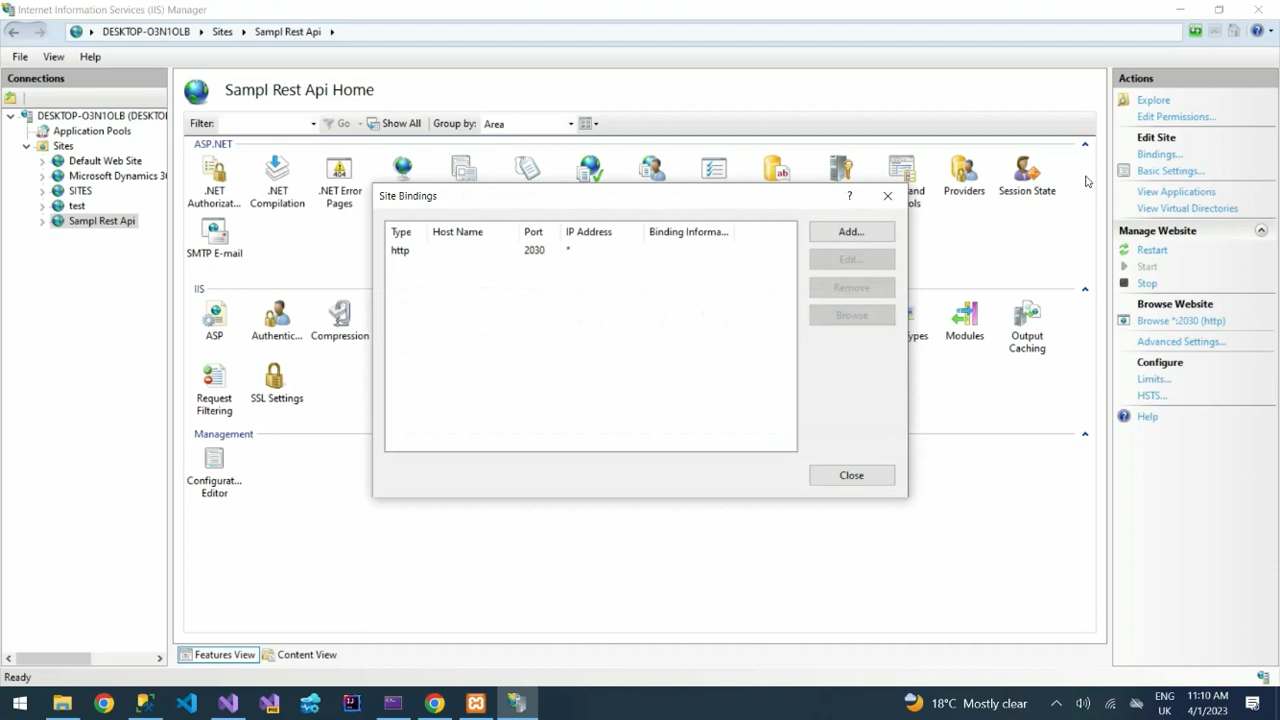 Internet Information Services (IIS) Manager
DESKTOP-O3N1OLB
Sites
Sampl Rest Api
File
View
Help
Connections
DESKTOP-O3N1OLB (DESKTO
Application Pools
Sites
Default Web Site
Microsoft Dynamics 36
SITES
test
Sampl Rest Api
Sampl Rest Api Home
Filter:
Go
Show All
Group by:
Area
ASP.NET
.NET Authorizat...
.NET Compilation
.NET Error Pages
Providers
Session State
SMTP E-mail
IIS
ASP
Authentic...
Compression
Modules
Output Caching
Request Filtering
SSL Settings
Management
Configurat... Editor
Site Bindings
?
Type
Host Name
Port
IP Address
Binding Informa...
http
2030
*
Add...
Edit...
Remove
Browse
Close
Features View
Content View
Actions
Explore
Edit Permissions...
Edit Site
Bindings...
Basic Settings...
View Applications
View Virtual Directories
Manage Website
Restart
Start
Stop
Browse Website
Browse *:2030 (http)
Advanced Settings...
Configure
Limits...
HSTS...
Help
Ready
18°C Mostly clear
ENG
UK
11:10 AM
4/1/2023